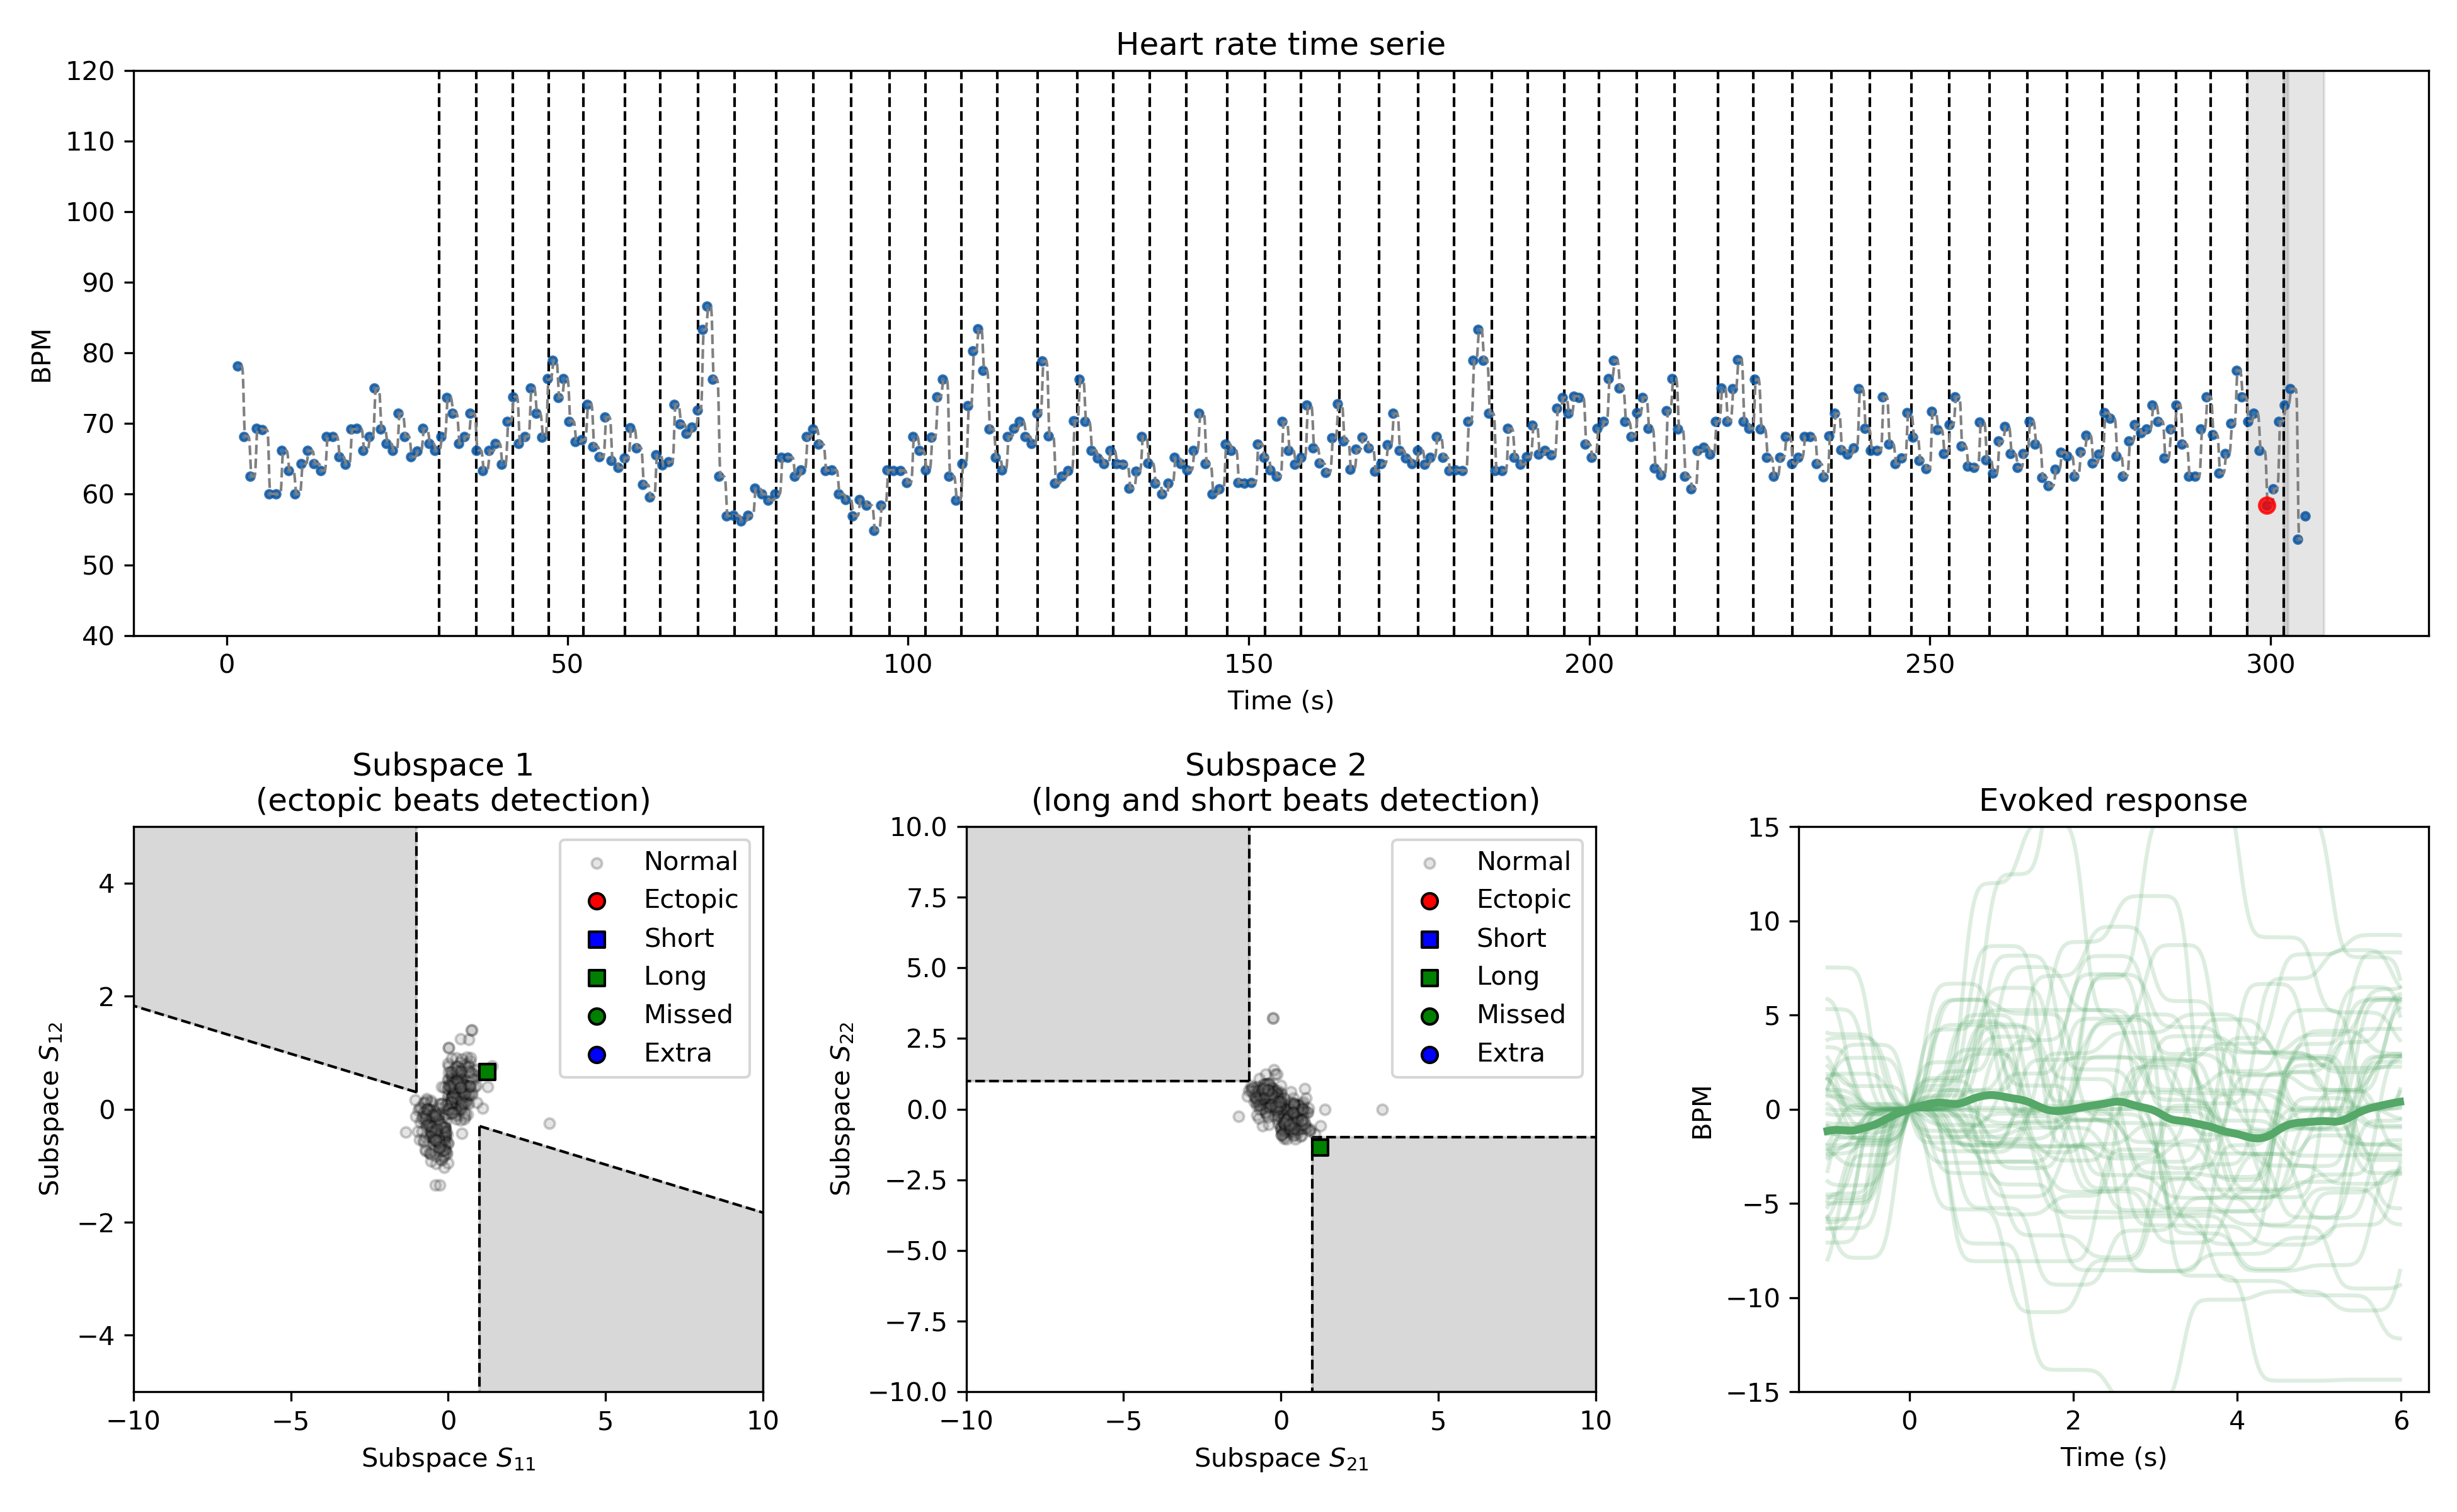 Heart rate time serie
120
110
100
90
80
70
60
50
40
BPM
0 50 100 150 200 250 300
Time (s)
Subspace 1
(ectopic beats detection)
4
2
0
−2
−4
Subspace S12
Normal
Ectopic
Short
Long
Missed
Extra
−10 −5 0 5 10
Subspace S11
Subspace 2
(long and short beats detection)
10.0
7.5
5.0
2.5
0.0
−2.5
−5.0
−7.5
−10.0
Subspace S22
Normal
Ectopic
Short
Long
Missed
Extra
−10 −5 0 5 10
Subspace S21
Evoked response
15
10
5
0
−5
−10
−15
BPM
0 2 4 6
Time (s)